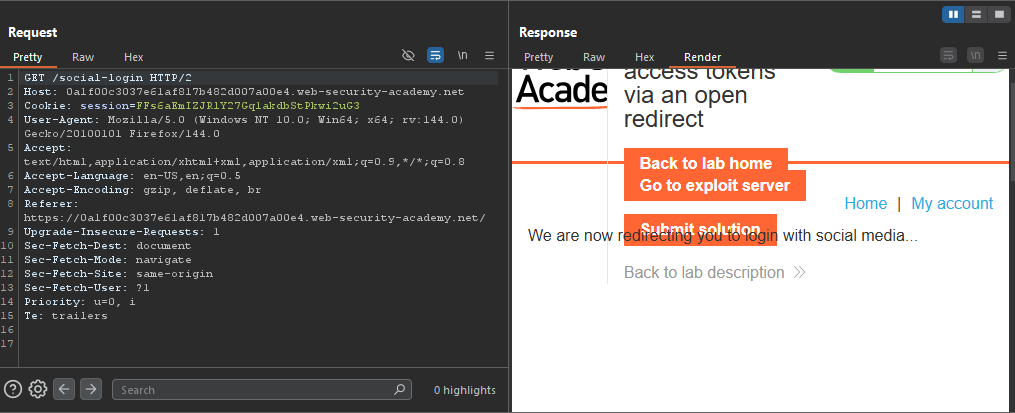 Request
Pretty
Raw
Hex
\n
1 GET /social-login HTTP/2
2 Host: 0a1f00c3037e61af817b482d007a00e4.web-security-academy.net
3 Cookie: session=
4 User-Agent: Mozilla/5.0 (Windows NT 10.0; Win64; x64; rv:144.0)
Gecko/20100101 Firefox/144.0
5 Accept:
text/html,application/xhtml+xml,application/xml;q=0.9,*/*;q=0.8
6 Accept-Language: en-US,en;q=0.5
7 Accept-Encoding: gzip, deflate, br
8 Referer:
https://0a1f00c3037e61af817b482d007a00e4.web-security-academy.net/
9 Upgrade-Insecure-Requests: 1
10 Sec-Fetch-Dest: document
11 Sec-Fetch-Mode: navigate
12 Sec-Fetch-Site: same-origin
13 Sec-Fetch-User: ?1
14 Priority: u=0, i
15 Te: trailers
16
17
Search
0 highlights
Response
Pretty
Raw
Hex
Render
\n
Acade
access tokens
via an open
redirect
Back to lab home
Go to exploit server
Home | My account
Submit solution
We are now redirecting you to login with social media...
Back to lab description